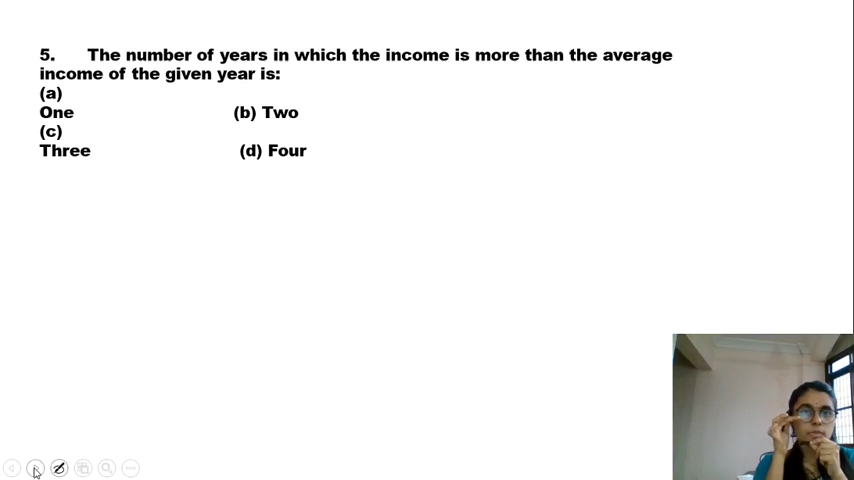 5. The number of years in which the income is more than the average
income of the given year is:
(a)
One (b) Two
(c)
Three (d) Four